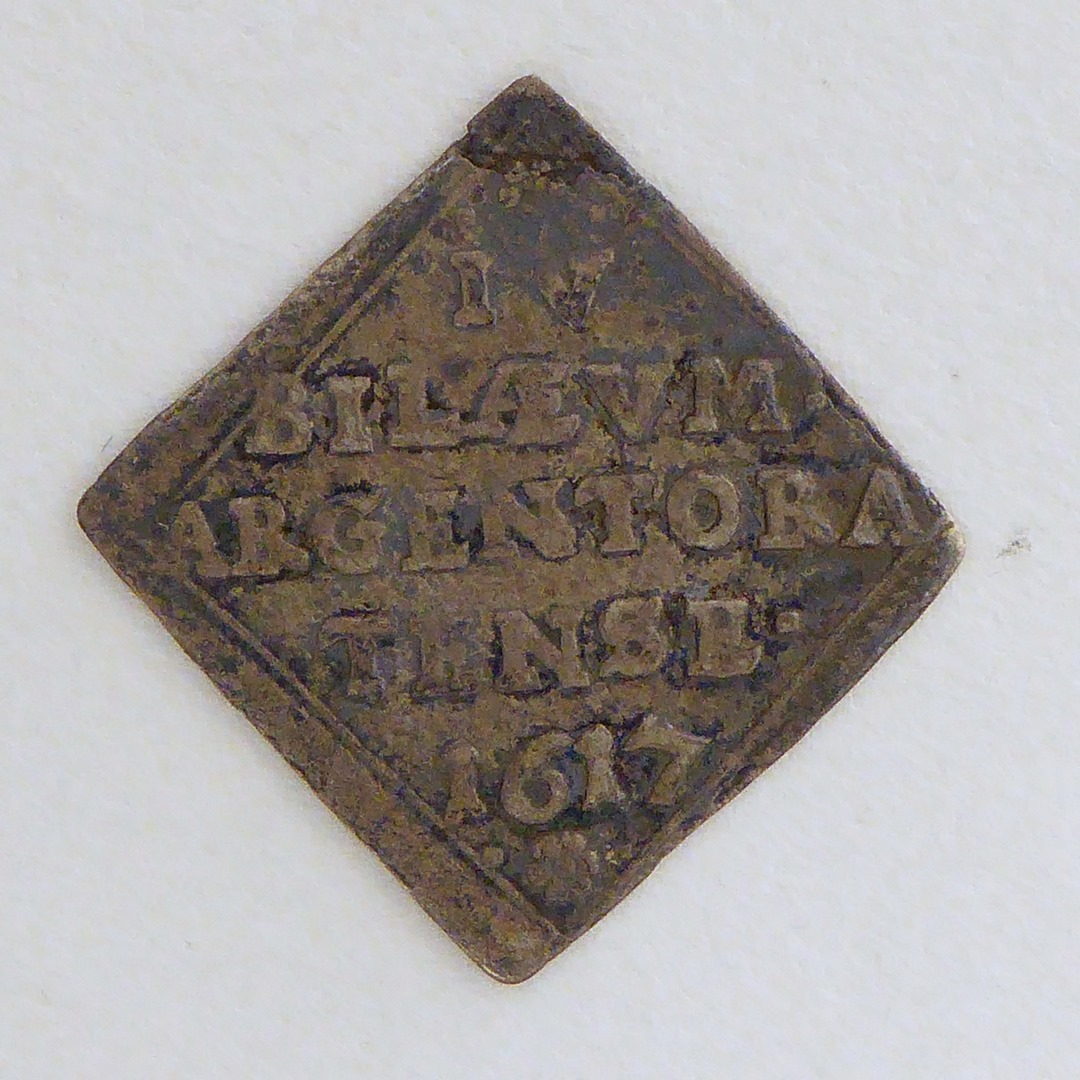 IV
BILÆVM·
ARGENTORA
TENSE·
1617